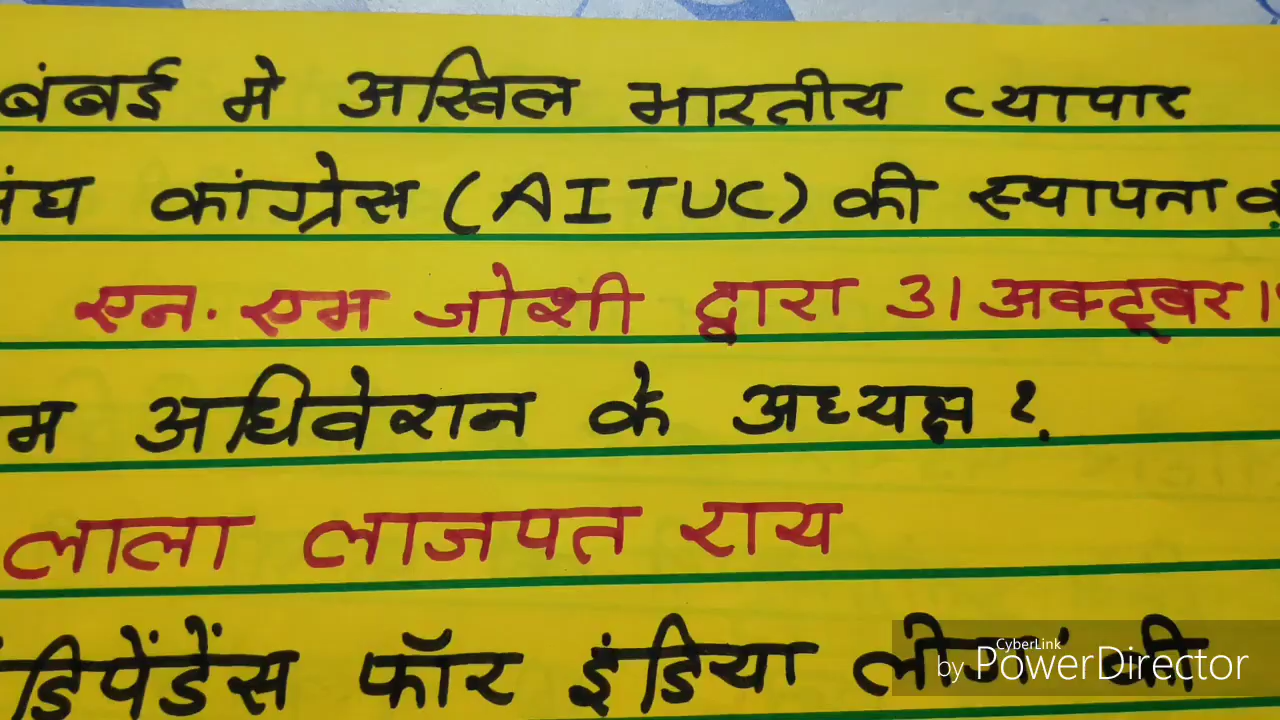 बंबई मे अखिल भारतीय व्यापार
संघ कांग्रेस (AITUC) की स्थापना
एन. एम जोशी द्वारा 31 अक्टूबर
अधिवेशन के अध्यक्ष ?
लाला लाजपत राय
इंडिपेंडेंस फॉर इंडिया लीग की
CyberLink
by PowerDirector